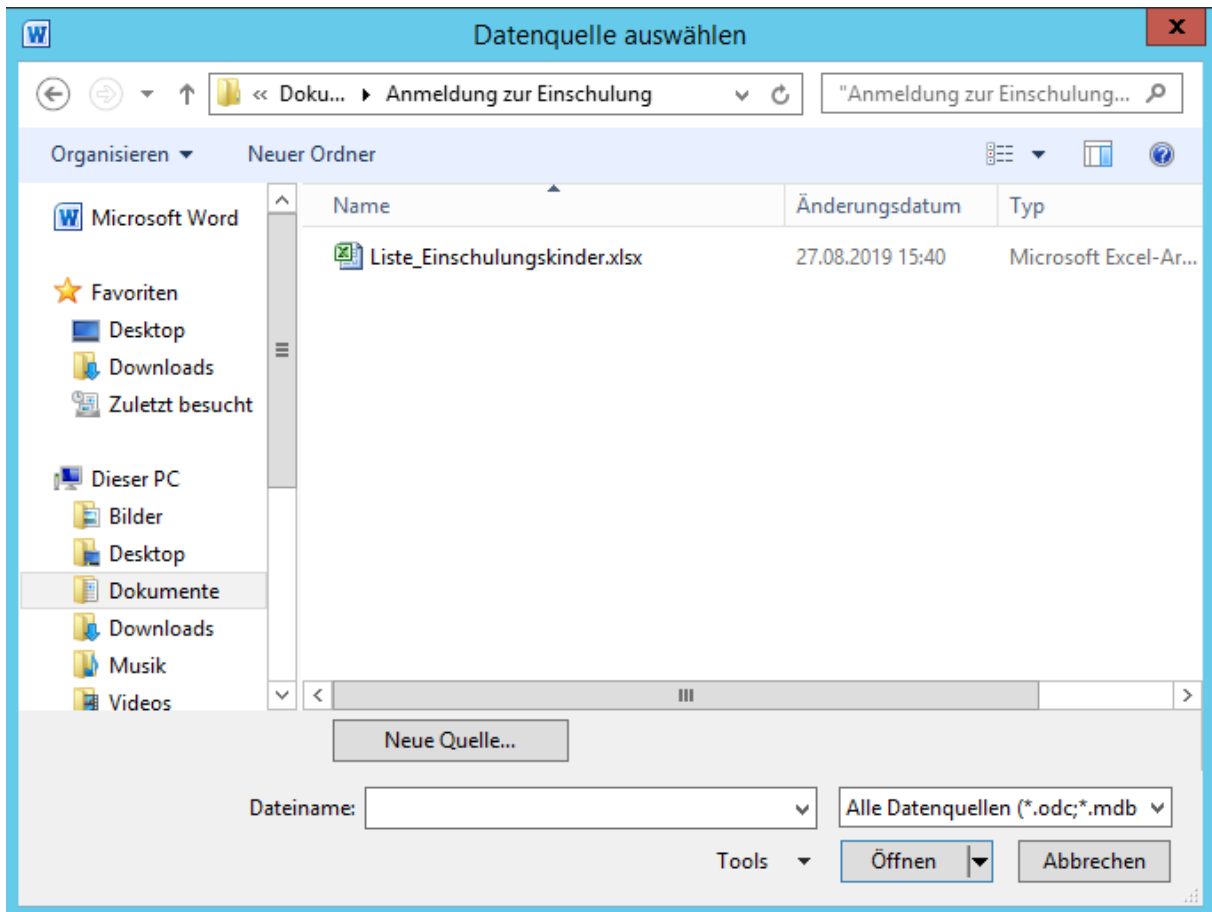 Datenquelle auswählen
« Doku... Anmeldung zur Einschulung
"Anmeldung zur Einschulung...
Organisieren Neuer Ordner
Microsoft Word
Favoriten
Desktop
Downloads
Zuletzt besucht
Dieser PC
Bilder
Desktop
Dokumente
Downloads
Musik
Videos
Name Änderungsdatum Typ
Liste_Einschulungskinder.xlsx 27.08.2019 15:40 Microsoft Excel-Ar...
Neue Quelle...
Dateiname: Alle Datenquellen (*.odc;*.mdb
Tools Öffnen Abbrechen